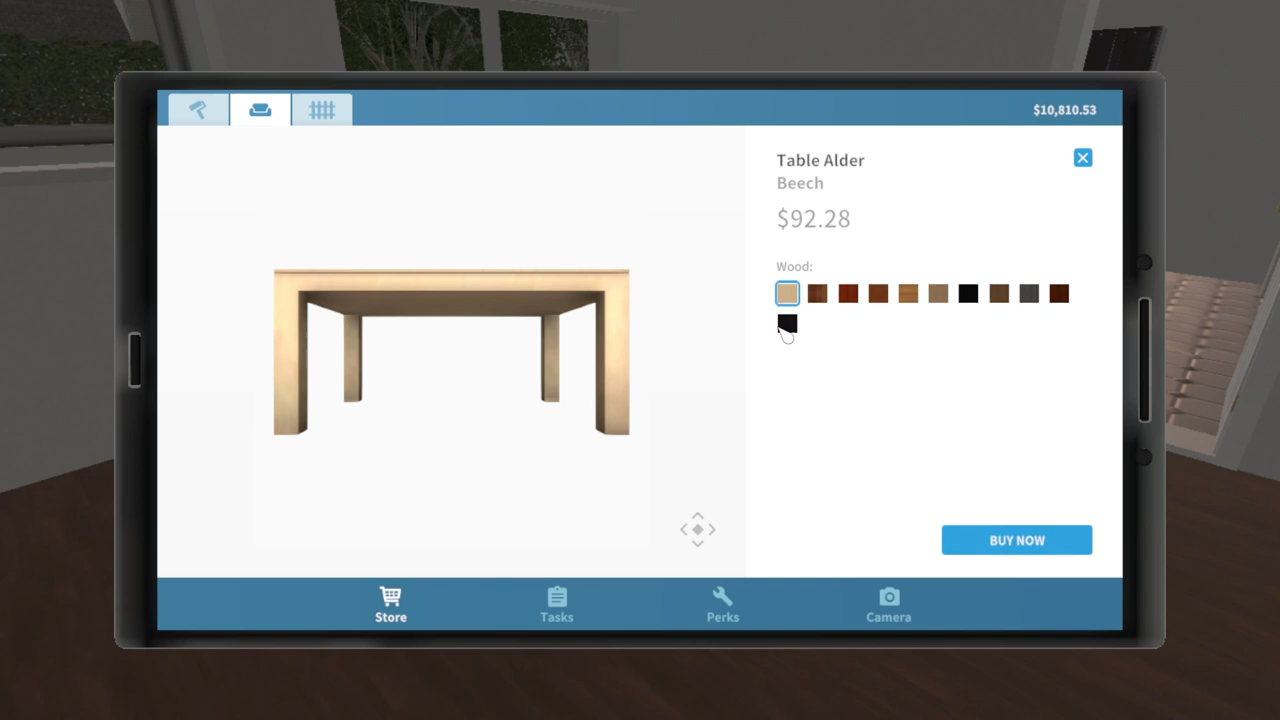 $10,810.53
Table Alder
Beech
$92.28
Wood:
BUY NOW
Store
Tasks
Perks
Camera